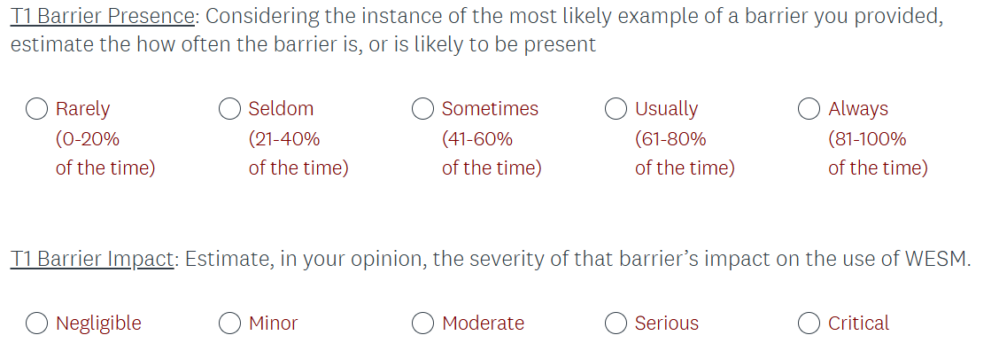 T1 Barrier Presence: Considering the instance of the most likely example of a barrier you provided,
estimate the how often the barrier is, or is likely to be present
Rarely Seldom Sometimes Usually Always
(0-20% (21-40% (41-60% (61-80% (81-100%
of the time) of the time) of the time) of the time) of the time)
T1 Barrier Impact: Estimate, in your opinion, the severity of that barrier’s impact on the use of WESM.
Negligible Minor Moderate Serious Critical